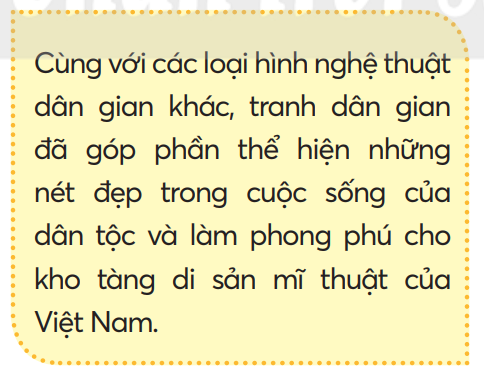 Cùng với các loại hình nghệ thuật
dân gian khác, tranh dân gian
đã góp phần thể hiện những
nét đẹp trong cuộc sống của
dân tộc và làm phong phú cho
kho tàng di sản mĩ thuật của
Việt Nam.